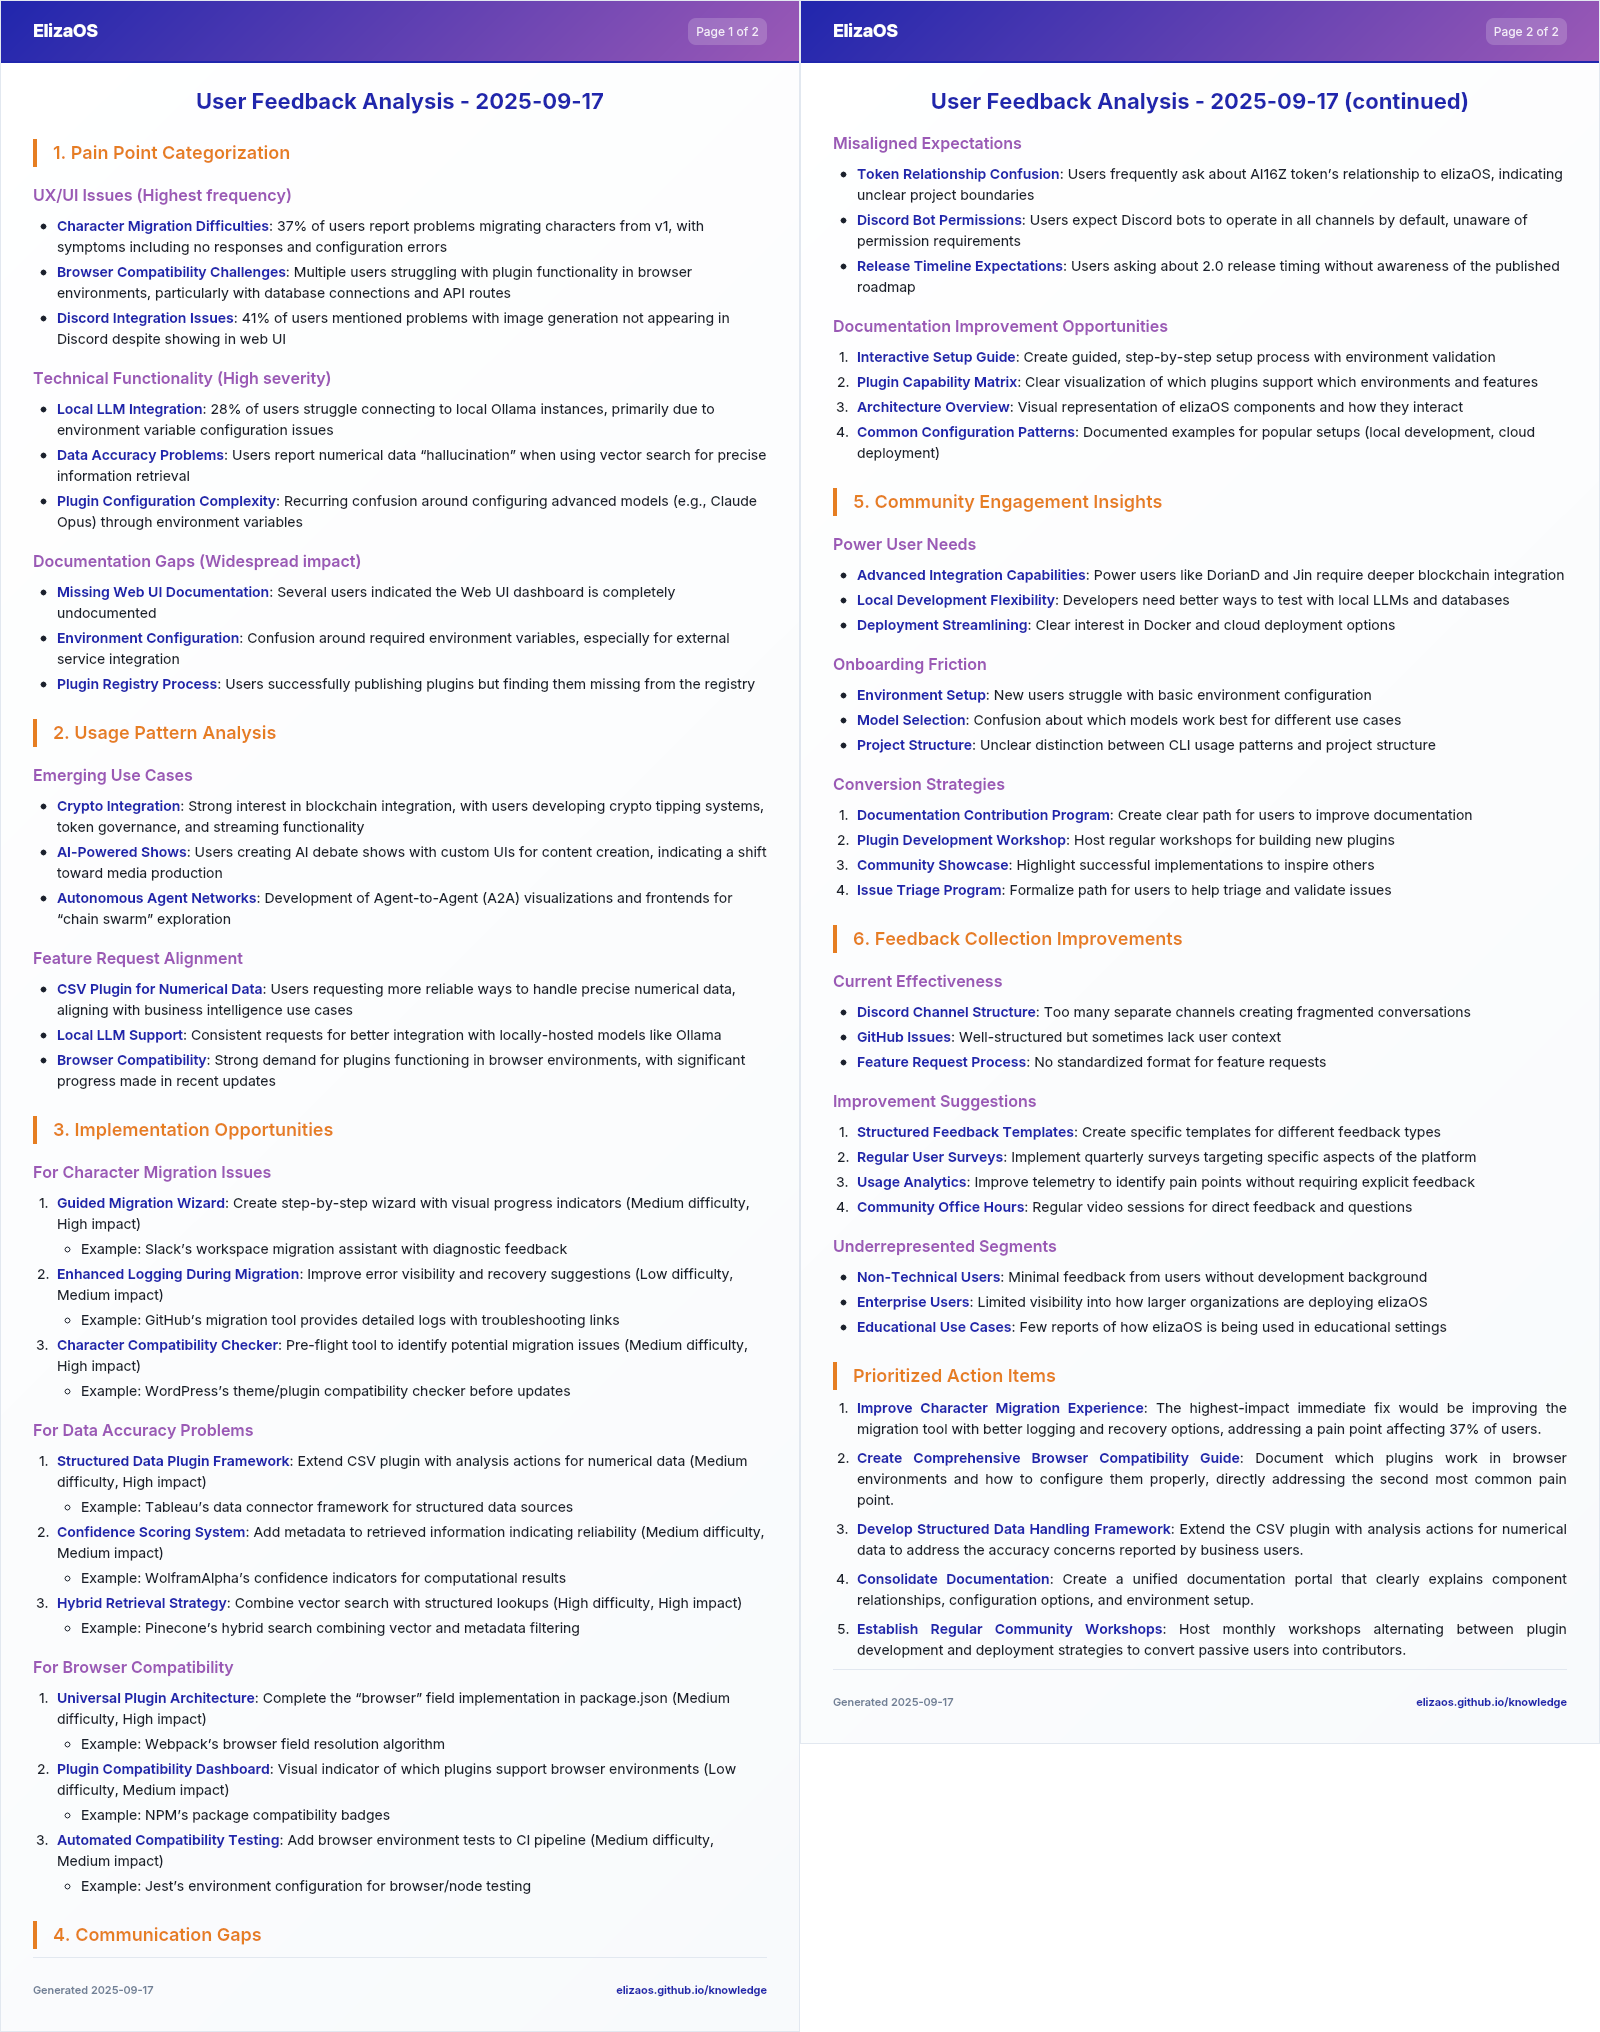 ElizaOS
Page 1 of 2
User Feedback Analysis - 2025-09-17
1. Pain Point Categorization
UX/UI Issues (Highest frequency)
• Character Migration Difficulties: 37% of users report problems migrating characters from v1, with
symptoms including no responses and configuration errors
• Browser Compatibility Challenges: Multiple users struggling with plugin functionality in browser
environments, particularly with database connections and API routes
• Discord Integration Issues: 41% of users mentioned problems with image generation not appearing in
Discord despite showing in web UI
Technical Functionality (High severity)
• Local LLM Integration: 28% of users struggle connecting to local Ollama instances, primarily due to
environment variable configuration issues
• Data Accuracy Problems: Users report numerical data “hallucination” when using vector search for precise
information retrieval
• Plugin Configuration Complexity: Recurring confusion around configuring advanced models (e.g., Claude
Opus) through environment variables
Documentation Gaps (Widespread impact)
• Missing Web UI Documentation: Several users indicated the Web UI dashboard is completely
undocumented
• Environment Configuration: Confusion around required environment variables, especially for external
service integration
• Plugin Registry Process: Users successfully publishing plugins but finding them missing from the registry
2. Usage Pattern Analysis
Emerging Use Cases
• Crypto Integration: Strong interest in blockchain integration, with users developing crypto tipping systems,
token governance, and streaming functionality
• AI-Powered Shows: Users creating AI debate shows with custom UIs for content creation, indicating a shift
toward media production
• Autonomous Agent Networks: Development of Agent-to-Agent (A2A) visualizations and frontends for
“chain swarm” exploration
Feature Request Alignment
• CSV Plugin for Numerical Data: Users requesting more reliable ways to handle precise numerical data,
aligning with business intelligence use cases
• Local LLM Support: Consistent requests for better integration with locally-hosted models like Ollama
• Browser Compatibility: Strong demand for plugins functioning in browser environments, with significant
progress made in recent updates
3. Implementation Opportunities
For Character Migration Issues
1. Guided Migration Wizard: Create step-by-step wizard with visual progress indicators (Medium difficulty,
High impact)
◦ Example: Slack’s workspace migration assistant with diagnostic feedback
2. Enhanced Logging During Migration: Improve error visibility and recovery suggestions (Low difficulty,
Medium impact)
◦ Example: GitHub’s migration tool provides detailed logs with troubleshooting links
3. Character Compatibility Checker: Pre-flight tool to identify potential migration issues (Medium difficulty,
High impact)
◦ Example: WordPress’s theme/plugin compatibility checker before updates
For Data Accuracy Problems
1. Structured Data Plugin Framework: Extend CSV plugin with analysis actions for numerical data (Medium
difficulty, High impact)
◦ Example: Tableau’s data connector framework for structured data sources
2. Confidence Scoring System: Add metadata to retrieved information indicating reliability (Medium difficulty,
Medium impact)
◦ Example: WolframAlpha’s confidence indicators for computational results
3. Hybrid Retrieval Strategy: Combine vector search with structured lookups (High difficulty, High impact)
◦ Example: Pinecone’s hybrid search combining vector and metadata filtering
For Browser Compatibility
1. Universal Plugin Architecture: Complete the “browser” field implementation in package.json (Medium
difficulty, High impact)
◦ Example: Webpack’s browser field resolution algorithm
2. Plugin Compatibility Dashboard: Visual indicator of which plugins support browser environments (Low
difficulty, Medium impact)
◦ Example: NPM’s package compatibility badges
3. Automated Compatibility Testing: Add browser environment tests to CI pipeline (Medium difficulty,
Medium impact)
◦ Example: Jest’s environment configuration for browser/node testing
4. Communication Gaps
Generated 2025-09-17
elizaos.github.io/knowledge
ElizaOS
Page 2 of 2
User Feedback Analysis - 2025-09-17 (continued)
Misaligned Expectations
• Token Relationship Confusion: Users frequently ask about AI16Z token’s relationship to elizaOS, indicating
unclear project boundaries
• Discord Bot Permissions: Users expect Discord bots to operate in all channels by default, unaware of
permission requirements
• Release Timeline Expectations: Users asking about 2.0 release timing without awareness of the published
roadmap
Documentation Improvement Opportunities
1. Interactive Setup Guide: Create guided, step-by-step setup process with environment validation
2. Plugin Capability Matrix: Clear visualization of which plugins support which environments and features
3. Architecture Overview: Visual representation of elizaOS components and how they interact
4. Common Configuration Patterns: Documented examples for popular setups (local development, cloud
deployment)
5. Community Engagement Insights
Power User Needs
• Advanced Integration Capabilities: Power users like DorianD and Jin require deeper blockchain integration
• Local Development Flexibility: Developers need better ways to test with local LLMs and databases
• Deployment Streamlining: Clear interest in Docker and cloud deployment options
Onboarding Friction
• Environment Setup: New users struggle with basic environment configuration
• Model Selection: Confusion about which models work best for different use cases
• Project Structure: Unclear distinction between CLI usage patterns and project structure
Conversion Strategies
1. Documentation Contribution Program: Create clear path for users to improve documentation
2. Plugin Development Workshop: Host regular workshops for building new plugins
3. Community Showcase: Highlight successful implementations to inspire others
4. Issue Triage Program: Formalize path for users to help triage and validate issues
6. Feedback Collection Improvements
Current Effectiveness
• Discord Channel Structure: Too many separate channels creating fragmented conversations
• GitHub Issues: Well-structured but sometimes lack user context
• Feature Request Process: No standardized format for feature requests
Improvement Suggestions
1. Structured Feedback Templates: Create specific templates for different feedback types
2. Regular User Surveys: Implement quarterly surveys targeting specific aspects of the platform
3. Usage Analytics: Improve telemetry to identify pain points without requiring explicit feedback
4. Community Office Hours: Regular video sessions for direct feedback and questions
Underrepresented Segments
• Non-Technical Users: Minimal feedback from users without development background
• Enterprise Users: Limited visibility into how larger organizations are deploying elizaOS
• Educational Use Cases: Few reports of how elizaOS is being used in educational settings
Prioritized Action Items
1. Improve Character Migration Experience: The highest-impact immediate fix would be improving the
migration tool with better logging and recovery options, addressing a pain point affecting 37% of users.
2. Create Comprehensive Browser Compatibility Guide: Document which plugins work in browser
environments and how to configure them properly, directly addressing the second most common pain
point.
3. Develop Structured Data Handling Framework: Extend the CSV plugin with analysis actions for numerical
data to address the accuracy concerns reported by business users.
4. Consolidate Documentation: Create a unified documentation portal that clearly explains component
relationships, configuration options, and environment setup.
5. Establish Regular Community Workshops: Host monthly workshops alternating between plugin
development and deployment strategies to convert passive users into contributors.
Generated 2025-09-17
elizaos.github.io/knowledge